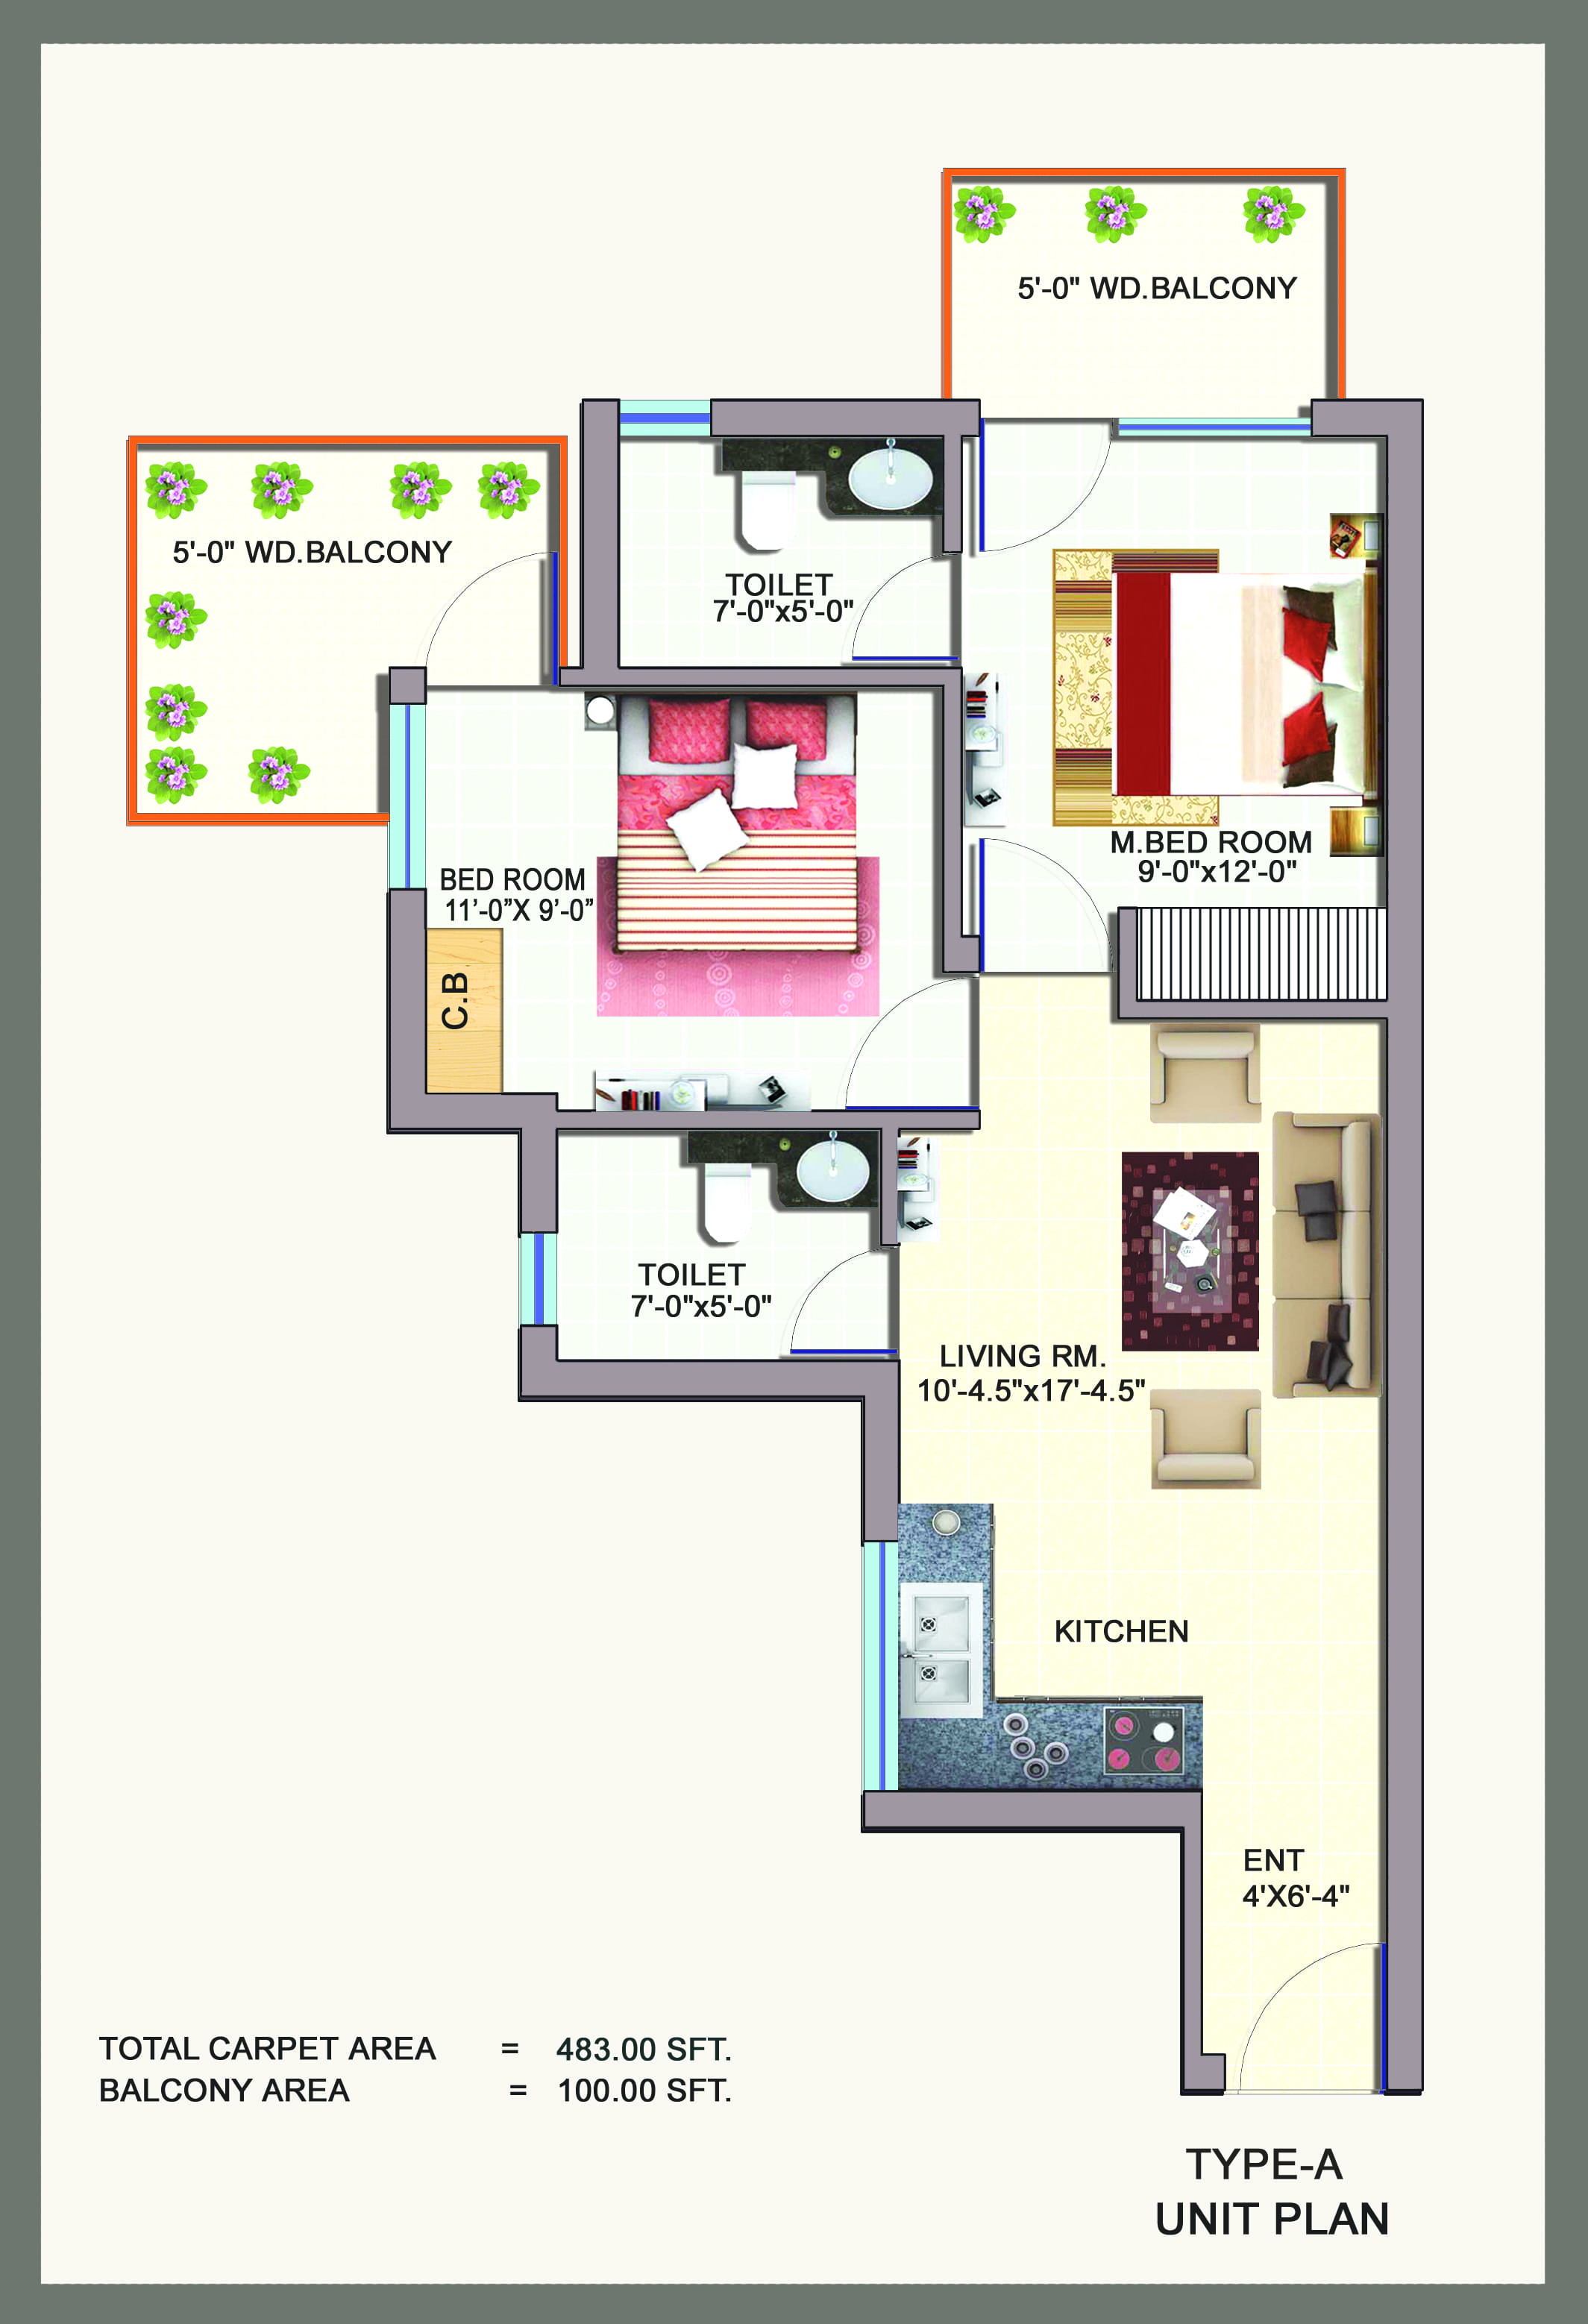 5'-0" WD.BALCONY
5'-0" WD.BALCONY
TOILET
7'-0"x5'-0"
M.BED ROOM
9'-0"x12'-0"
BED ROOM
11'-0”X 9'-0”
C.B
TOILET
7'-0"x5'-0"
LIVING RM.
10'-4.5"x17'-4.5"
KITCHEN
ENT
4'X6'-4"
TOTAL CARPET AREA = 483.00 SFT.
BALCONY AREA = 100.00 SFT.
TYPE-A
UNIT PLAN